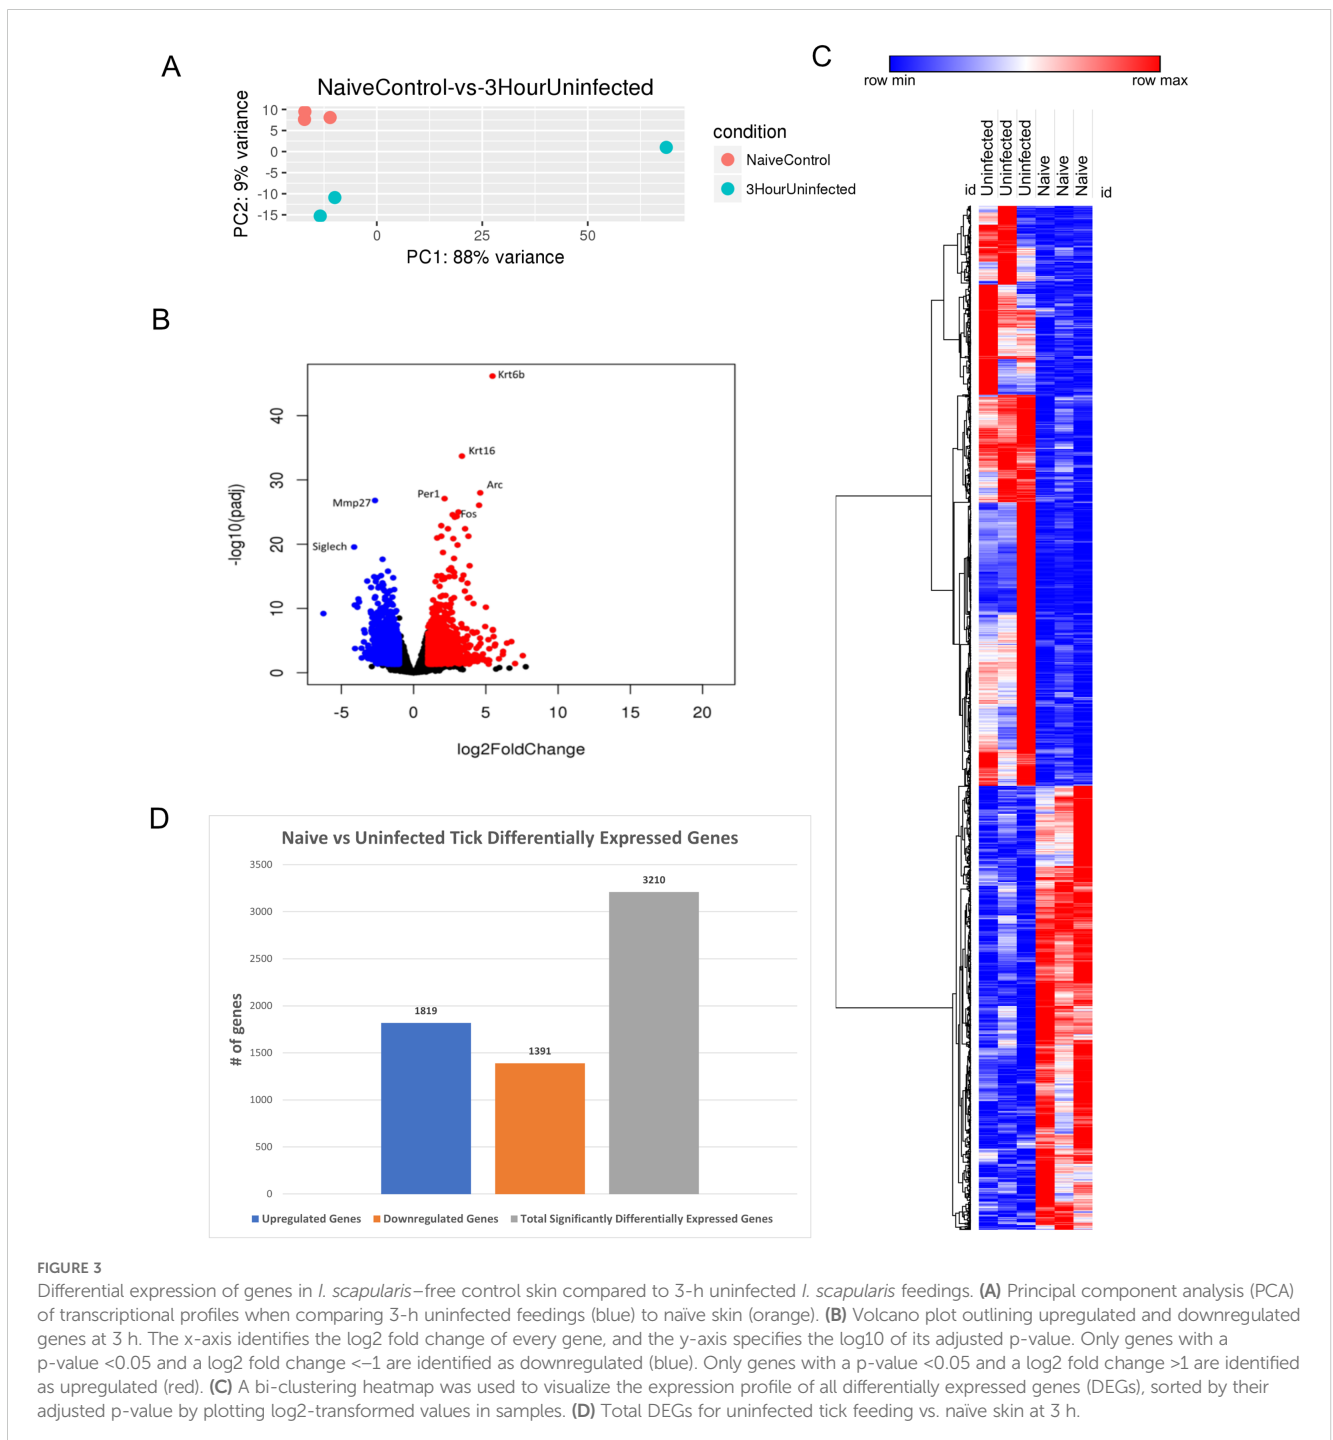 A
NaiveControl-vs-3HourUninfected
PC2: 9% variance
10
5
0
-5
-10
-15
0
25
50
PC1: 88% variance
condition
NaiveControl
3HourUninfected
B
Krt6b
Krt16
Arc
Per1
Fos
Mmp27
Siglech
-log10(padj)
40
30
20
10
0
-5
0
5
10
15
20
log2FoldChange
C
row min
row max
id
Uninfected
Uninfected
Uninfected
Naive
Naive
Naive
id
D
Naive vs Uninfected Tick Differentially Expressed Genes
# of genes
3500
3000
2500
2000
1500
1000
500
0
1819
1391
3210
Upregulated Genes
Downregulated Genes
Total Significantly Differentially Expressed Genes
FIGURE 3
Differential expression of genes in I. scapularis–free control skin compared to 3-h uninfected I. scapularis feedings. (A) Principal component analysis (PCA)
of transcriptional profiles when comparing 3-h uninfected feedings (blue) to naïve skin (orange). (B) Volcano plot outlining upregulated and downregulated
genes at 3 h. The x-axis identifies the log2 fold change of every gene, and the y-axis specifies the log10 of its adjusted p-value. Only genes with a
p-value <0.05 and a log2 fold change <–1 are identified as downregulated (blue). Only genes with a p-value <0.05 and a log2 fold change >1 are identified
as upregulated (red). (C) A bi-clustering heatmap was used to visualize the expression profile of all differentially expressed genes (DEGs), sorted by their
adjusted p-value by plotting log2-transformed values in samples. (D) Total DEGs for uninfected tick feeding vs. naïve skin at 3 h.